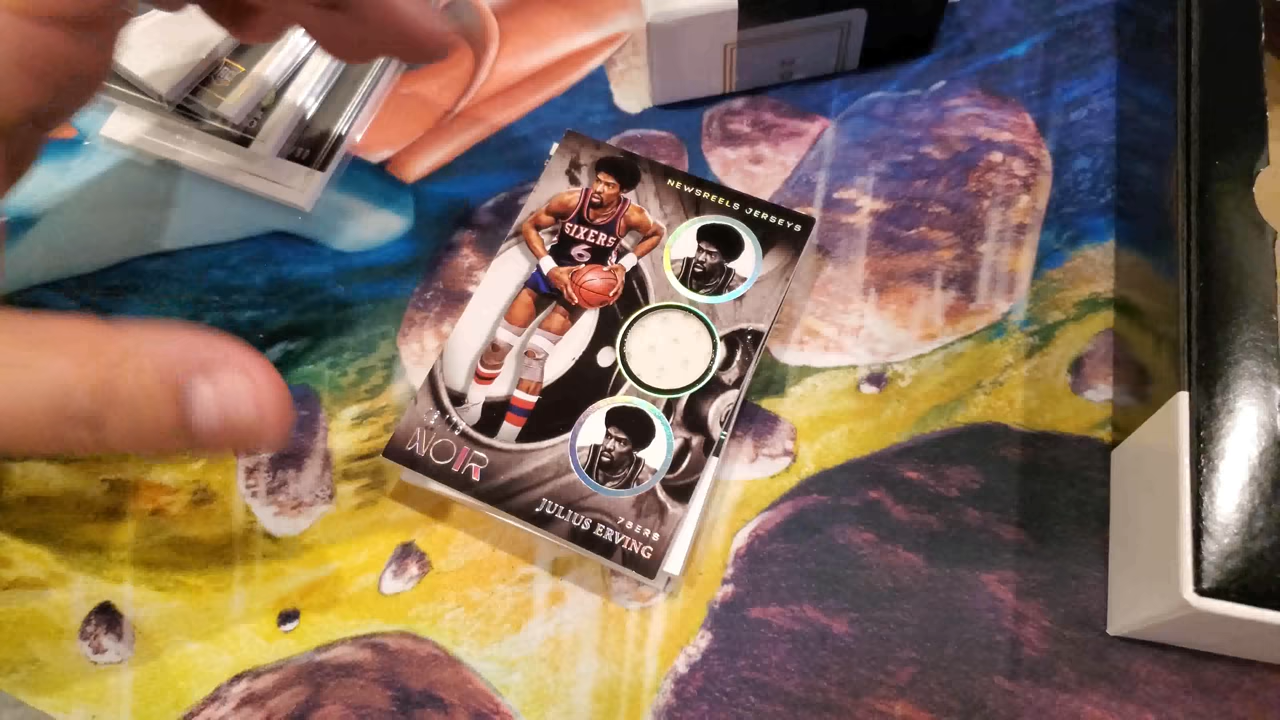 NEWSREELS JERSEYS
SIXERS
6
NOIR
76ERS
JULIUS ERVING